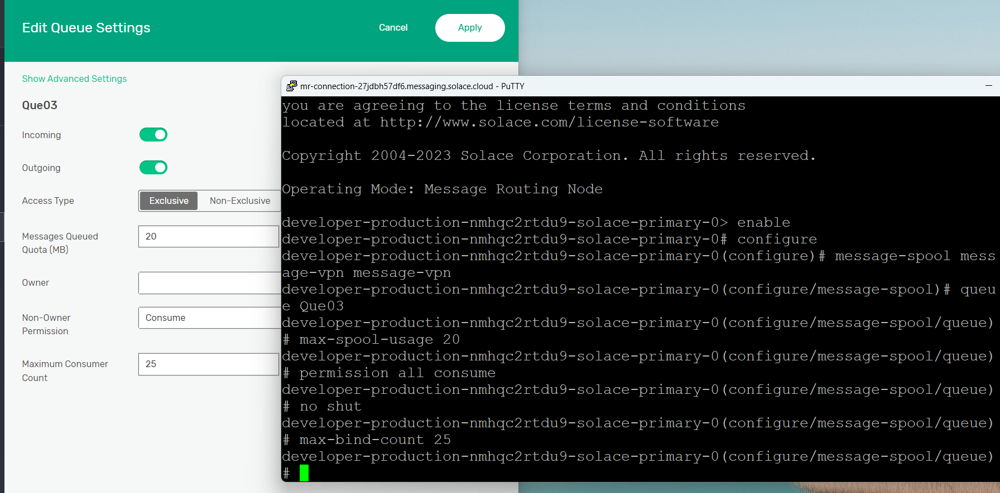 Edit Queue Settings
Cancel
Apply
Show Advanced Settings
Que03
Incoming
Outgoing
Access Type
Exclusive
Non-Exclusive
Messages Queued
Quota (MB)
20
Owner
Non-Owner
Permission
Consume
Maximum Consumer
Count
25
mr-connection-27jdbh57df6.messaging.solace.cloud - PuTTY
you are agreeing to the license terms and conditions
located at http://www.solace.com/license-software
Copyright 2004-2023 Solace Corporation. All rights reserved.
Operating Mode: Message Routing Node
developer-production-nmhqc2rtdu9-solace-primary-0> enable
developer-production-nmhqc2rtdu9-solace-primary-0# configure
developer-production-nmhqc2rtdu9-solace-primary-0(configure)# message-spool mess
age-vpn message-vpn
developer-production-nmhqc2rtdu9-solace-primary-0(configure/message-spool)# queu
e Que03
developer-production-nmhqc2rtdu9-solace-primary-0(configure/message-spool/queue)
# max-spool-usage 20
developer-production-nmhqc2rtdu9-solace-primary-0(configure/message-spool/queue)
# permission all consume
developer-production-nmhqc2rtdu9-solace-primary-0(configure/message-spool/queue)
# no shut
developer-production-nmhqc2rtdu9-solace-primary-0(configure/message-spool/queue)
# max-bind-count 25
developer-production-nmhqc2rtdu9-solace-primary-0(configure/message-spool/queue)
#